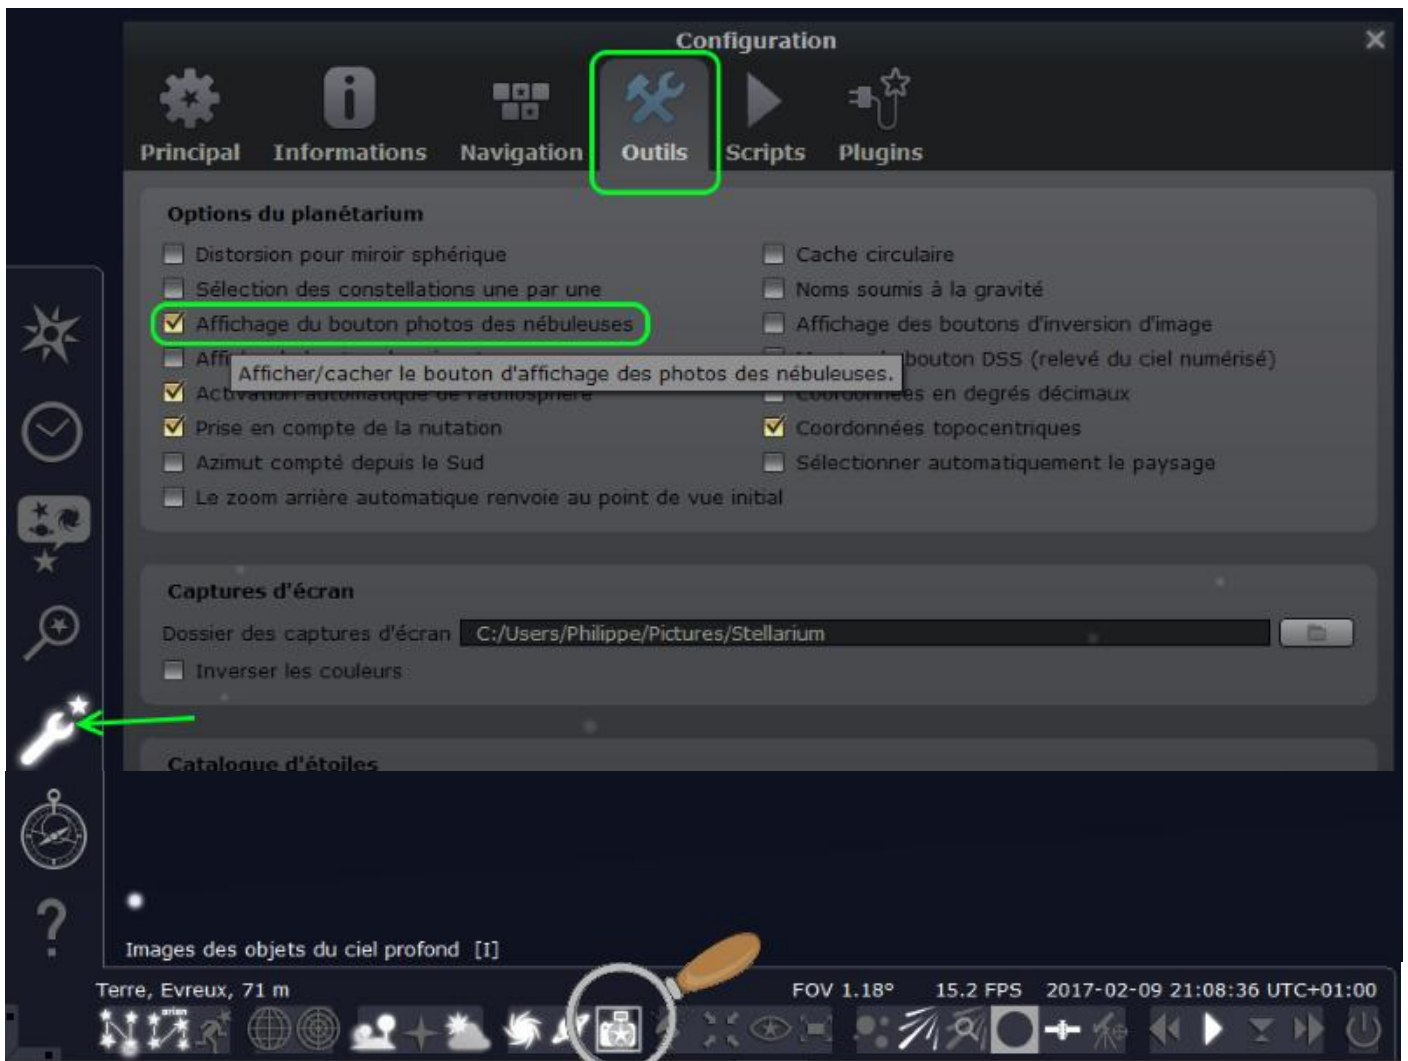 Configuration
Principal Informations Navigation Outils Scripts Plugins
Options du planétarium
Distorsion pour miroir sphérique
Cache circulaire
Sélection des constellations une par une
Noms soumis à la gravité
Affichage du bouton photos des nébuleuses
Affichage des boutons d'inversion d'image
bouton DSS (relevé du ciel numérisé)
Afficher/cacher le bouton d'affichage des photos des nébuleuses.
Activation automatique de l'atmosphère
Coordonnées en degrés décimaux
Prise en compte de la nutation
Coordonnées topocentriques
Azimut compté depuis le Sud
Sélectionner automatiquement le paysage
Le zoom arrière automatique renvoie au point de vue initial
Captures d'écran
Dossier des captures d'écran C:/Users/Philippe/Pictures/Stellarium
Inverser les couleurs
Catalogue d'étoiles
Images des objets du ciel profond [I]
Terre, Evreux, 71 m
FOV 1.18° 15.2 FPS 2017-02-09 21:08:36 UTC+01:00